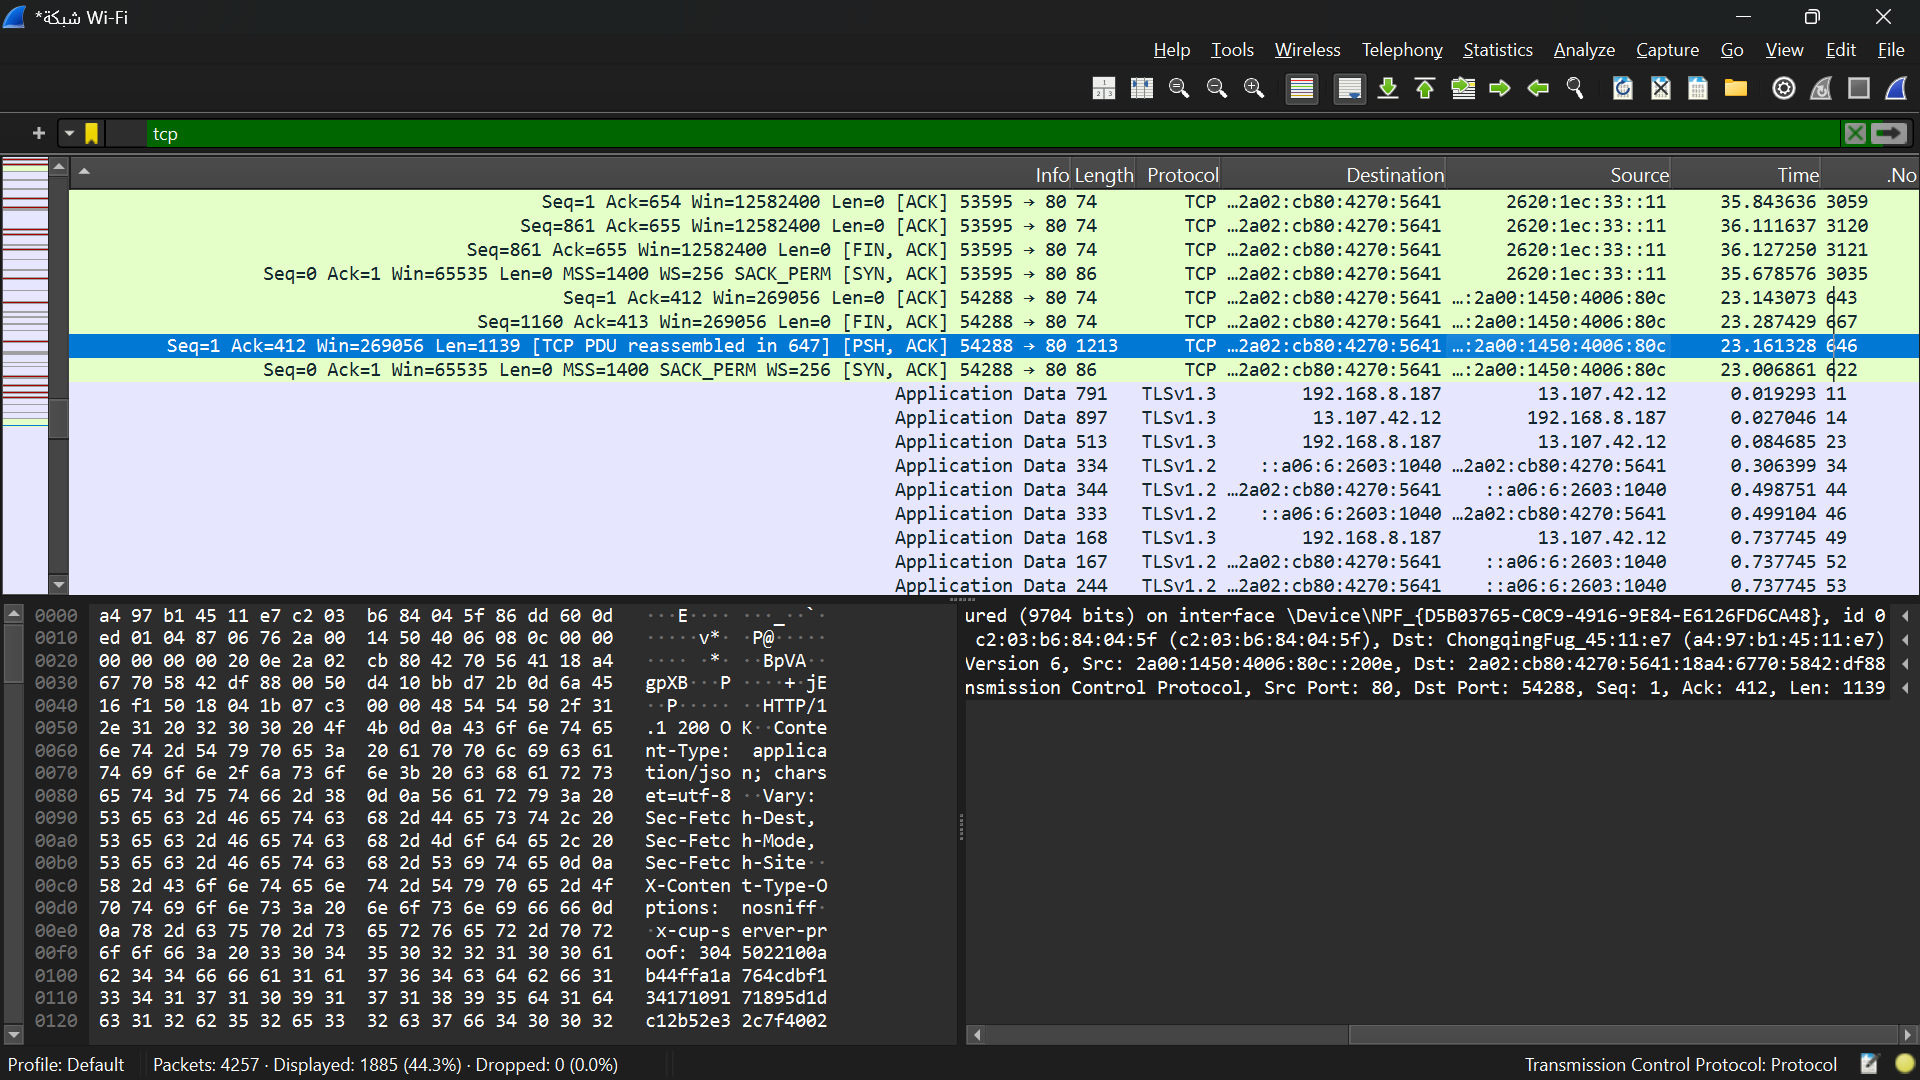 *شبكة Wi-Fi
Help Tools Wireless Telephony Statistics Analyze Capture Go View Edit File
tcp
Info Length Protocol Destination Source Time .No
Seq=1 Ack=654 Win=12582400 Len=0 [ACK] 53595 → 80 74 TCP …2a02:cb80:4270:5641 2620:1ec:33::11 35.843636 3059
Seq=861 Ack=655 Win=12582400 Len=0 [ACK] 53595 → 80 74 TCP …2a02:cb80:4270:5641 2620:1ec:33::11 36.111637 3120
Seq=861 Ack=655 Win=12582400 Len=0 [FIN, ACK] 53595 → 80 74 TCP …2a02:cb80:4270:5641 2620:1ec:33::11 36.127250 3121
Seq=0 Ack=1 Win=65535 Len=0 MSS=1400 WS=256 SACK_PERM [SYN, ACK] 53595 → 80 86 TCP …2a02:cb80:4270:5641 2620:1ec:33::11 35.678576 3035
Seq=1 Ack=412 Win=269056 Len=0 [ACK] 54288 → 80 74 TCP …2a02:cb80:4270:5641 …:2a00:1450:4006:80c 23.143073 643
Seq=1160 Ack=413 Win=269056 Len=0 [FIN, ACK] 54288 → 80 74 TCP …2a02:cb80:4270:5641 …:2a00:1450:4006:80c 23.287429 667
Seq=1 Ack=412 Win=269056 Len=1139 [TCP PDU reassembled in 647] [PSH, ACK] 54288 → 80 1213 TCP …2a02:cb80:4270:5641 …:2a00:1450:4006:80c 23.161328 646
Seq=0 Ack=1 Win=65535 Len=0 MSS=1400 SACK_PERM WS=256 [SYN, ACK] 54288 → 80 86 TCP …2a02:cb80:4270:5641 …:2a00:1450:4006:80c 23.006861 622
Application Data 791 TLSv1.3 192.168.8.187 13.107.42.12 0.019293 11
Application Data 897 TLSv1.3 13.107.42.12 192.168.8.187 0.027046 14
Application Data 513 TLSv1.3 192.168.8.187 13.107.42.12 0.084685 23
Application Data 334 TLSv1.2 ::a06:6:2603:1040 …2a02:cb80:4270:5641 0.306399 34
Application Data 344 TLSv1.2 …2a02:cb80:4270:5641 ::a06:6:2603:1040 0.498751 44
Application Data 333 TLSv1.2 ::a06:6:2603:1040 …2a02:cb80:4270:5641 0.499104 46
Application Data 168 TLSv1.3 192.168.8.187 13.107.42.12 0.737745 49
Application Data 167 TLSv1.2 …2a02:cb80:4270:5641 ::a06:6:2603:1040 0.737745 52
Application Data 244 TLSv1.2 …2a02:cb80:4270:5641 ::a06:6:2603:1040 0.737745 53
0000 a4 97 b1 45 11 e7 c2 03 b6 84 04 5f 86 dd 60 0d ···E···· ···_··`·
0010 ed 01 04 87 06 76 2a 00 14 50 40 06 08 0c 00 00 ·····v*· ·P@·····
0020 00 00 00 00 20 0e 2a 02 cb 80 42 70 56 41 18 a4 ···· ·*· ··BpVA··
0030 67 70 58 42 df 88 00 50 d4 10 bb d7 2b 0d 6a 45 gpXB···P ····+·jE
0040 16 f1 50 18 04 1b 07 c3 00 00 48 54 54 50 2f 31 ··P····· ··HTTP/1
0050 2e 31 20 32 30 30 20 4f 4b 0d 0a 43 6f 6e 74 65 .1 200 O K··Conte
0060 6e 74 2d 54 79 70 65 3a 20 61 70 70 6c 69 63 61 nt-Type: applica
0070 74 69 6f 6e 2f 6a 73 6f 6e 3b 20 63 68 61 72 73 tion/jso n; chars
0080 65 74 3d 75 74 66 2d 38 0d 0a 56 61 72 79 3a 20 et=utf-8 ··Vary:
0090 53 65 63 2d 46 65 74 63 68 2d 44 65 73 74 2c 20 Sec-Fetc h-Dest,
00a0 53 65 63 2d 46 65 74 63 68 2d 4d 6f 64 65 2c 20 Sec-Fetc h-Mode,
00b0 53 65 63 2d 46 65 74 63 68 2d 53 69 74 65 0d 0a Sec-Fetc h-Site··
00c0 58 2d 43 6f 6e 74 65 6e 74 2d 54 79 70 65 2d 4f X-Conten t-Type-O
00d0 70 74 69 6f 6e 73 3a 20 6e 6f 73 6e 69 66 66 0d ptions: nosniff·
00e0 0a 78 2d 63 75 70 2d 73 65 72 76 65 72 2d 70 72 ·x-cup-s erver-pr
00f0 6f 6f 66 3a 20 33 30 34 35 30 32 32 31 30 30 61 oof: 304 5022100a
0100 62 34 34 66 66 61 31 61 37 36 34 63 64 62 66 31 b44ffa1a 764cdbf1
0110 33 34 31 37 31 30 39 31 37 31 38 39 35 64 31 64 34171091 71895d1d
0120 63 31 32 62 35 32 65 33 32 63 37 66 34 30 30 32 c12b52e3 2c7f4002
ured (9704 bits) on interface \Device\NPF_{D5B03765-C0C9-4916-9E84-E6126FD6CA48}, id 0
c2:03:b6:84:04:5f (c2:03:b6:84:04:5f), Dst: ChongqingFug_45:11:e7 (a4:97:b1:45:11:e7)
Version 6, Src: 2a00:1450:4006:80c::200e, Dst: 2a02:cb80:4270:5641:18a4:6770:5842:df88
nsmission Control Protocol, Src Port: 80, Dst Port: 54288, Seq: 1, Ack: 412, Len: 1139
Profile: Default Packets: 4257 · Displayed: 1885 (44.3%) · Dropped: 0 (0.0%) Transmission Control Protocol: Protocol